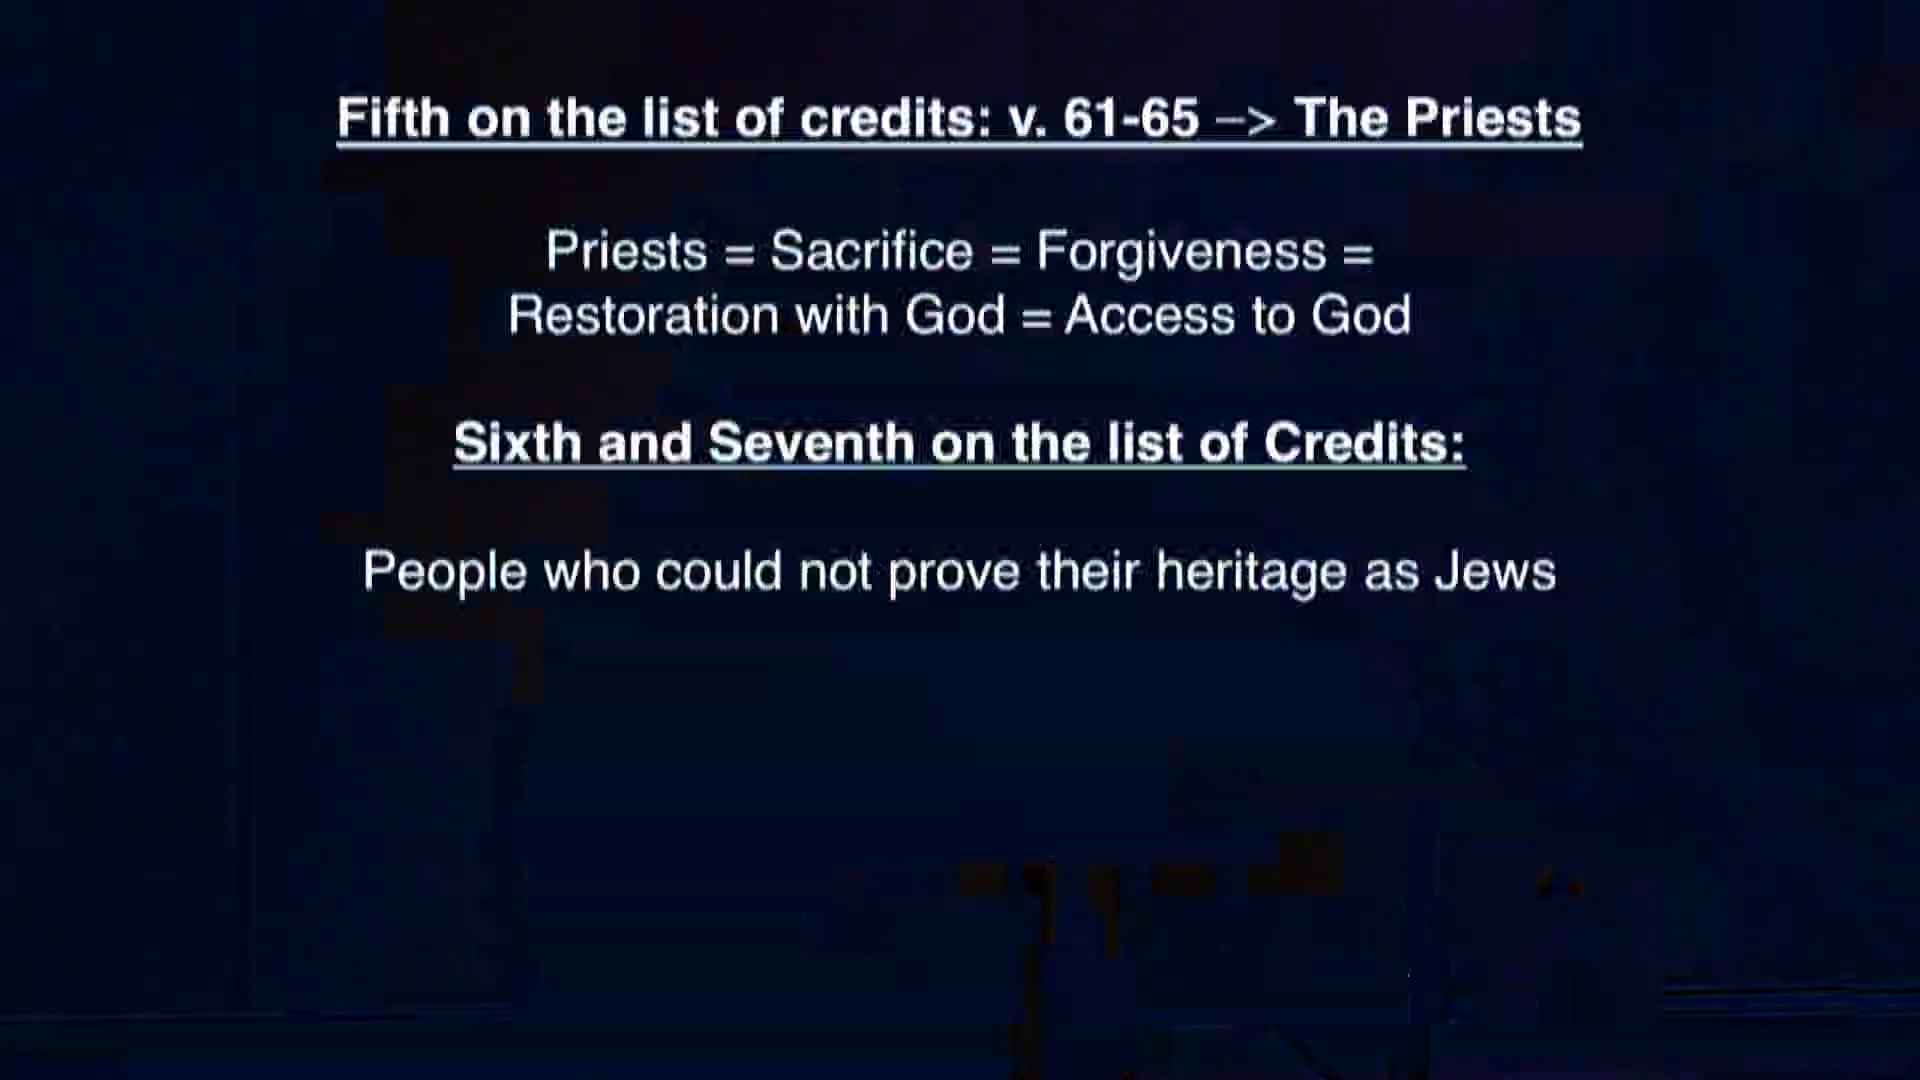 Fifth on the list of credits: v. 61-65 –> The Priests
Priests = Sacrifice = Forgiveness =
Restoration with God = Access to God
Sixth and Seventh on the list of Credits:
People who could not prove their heritage as Jews